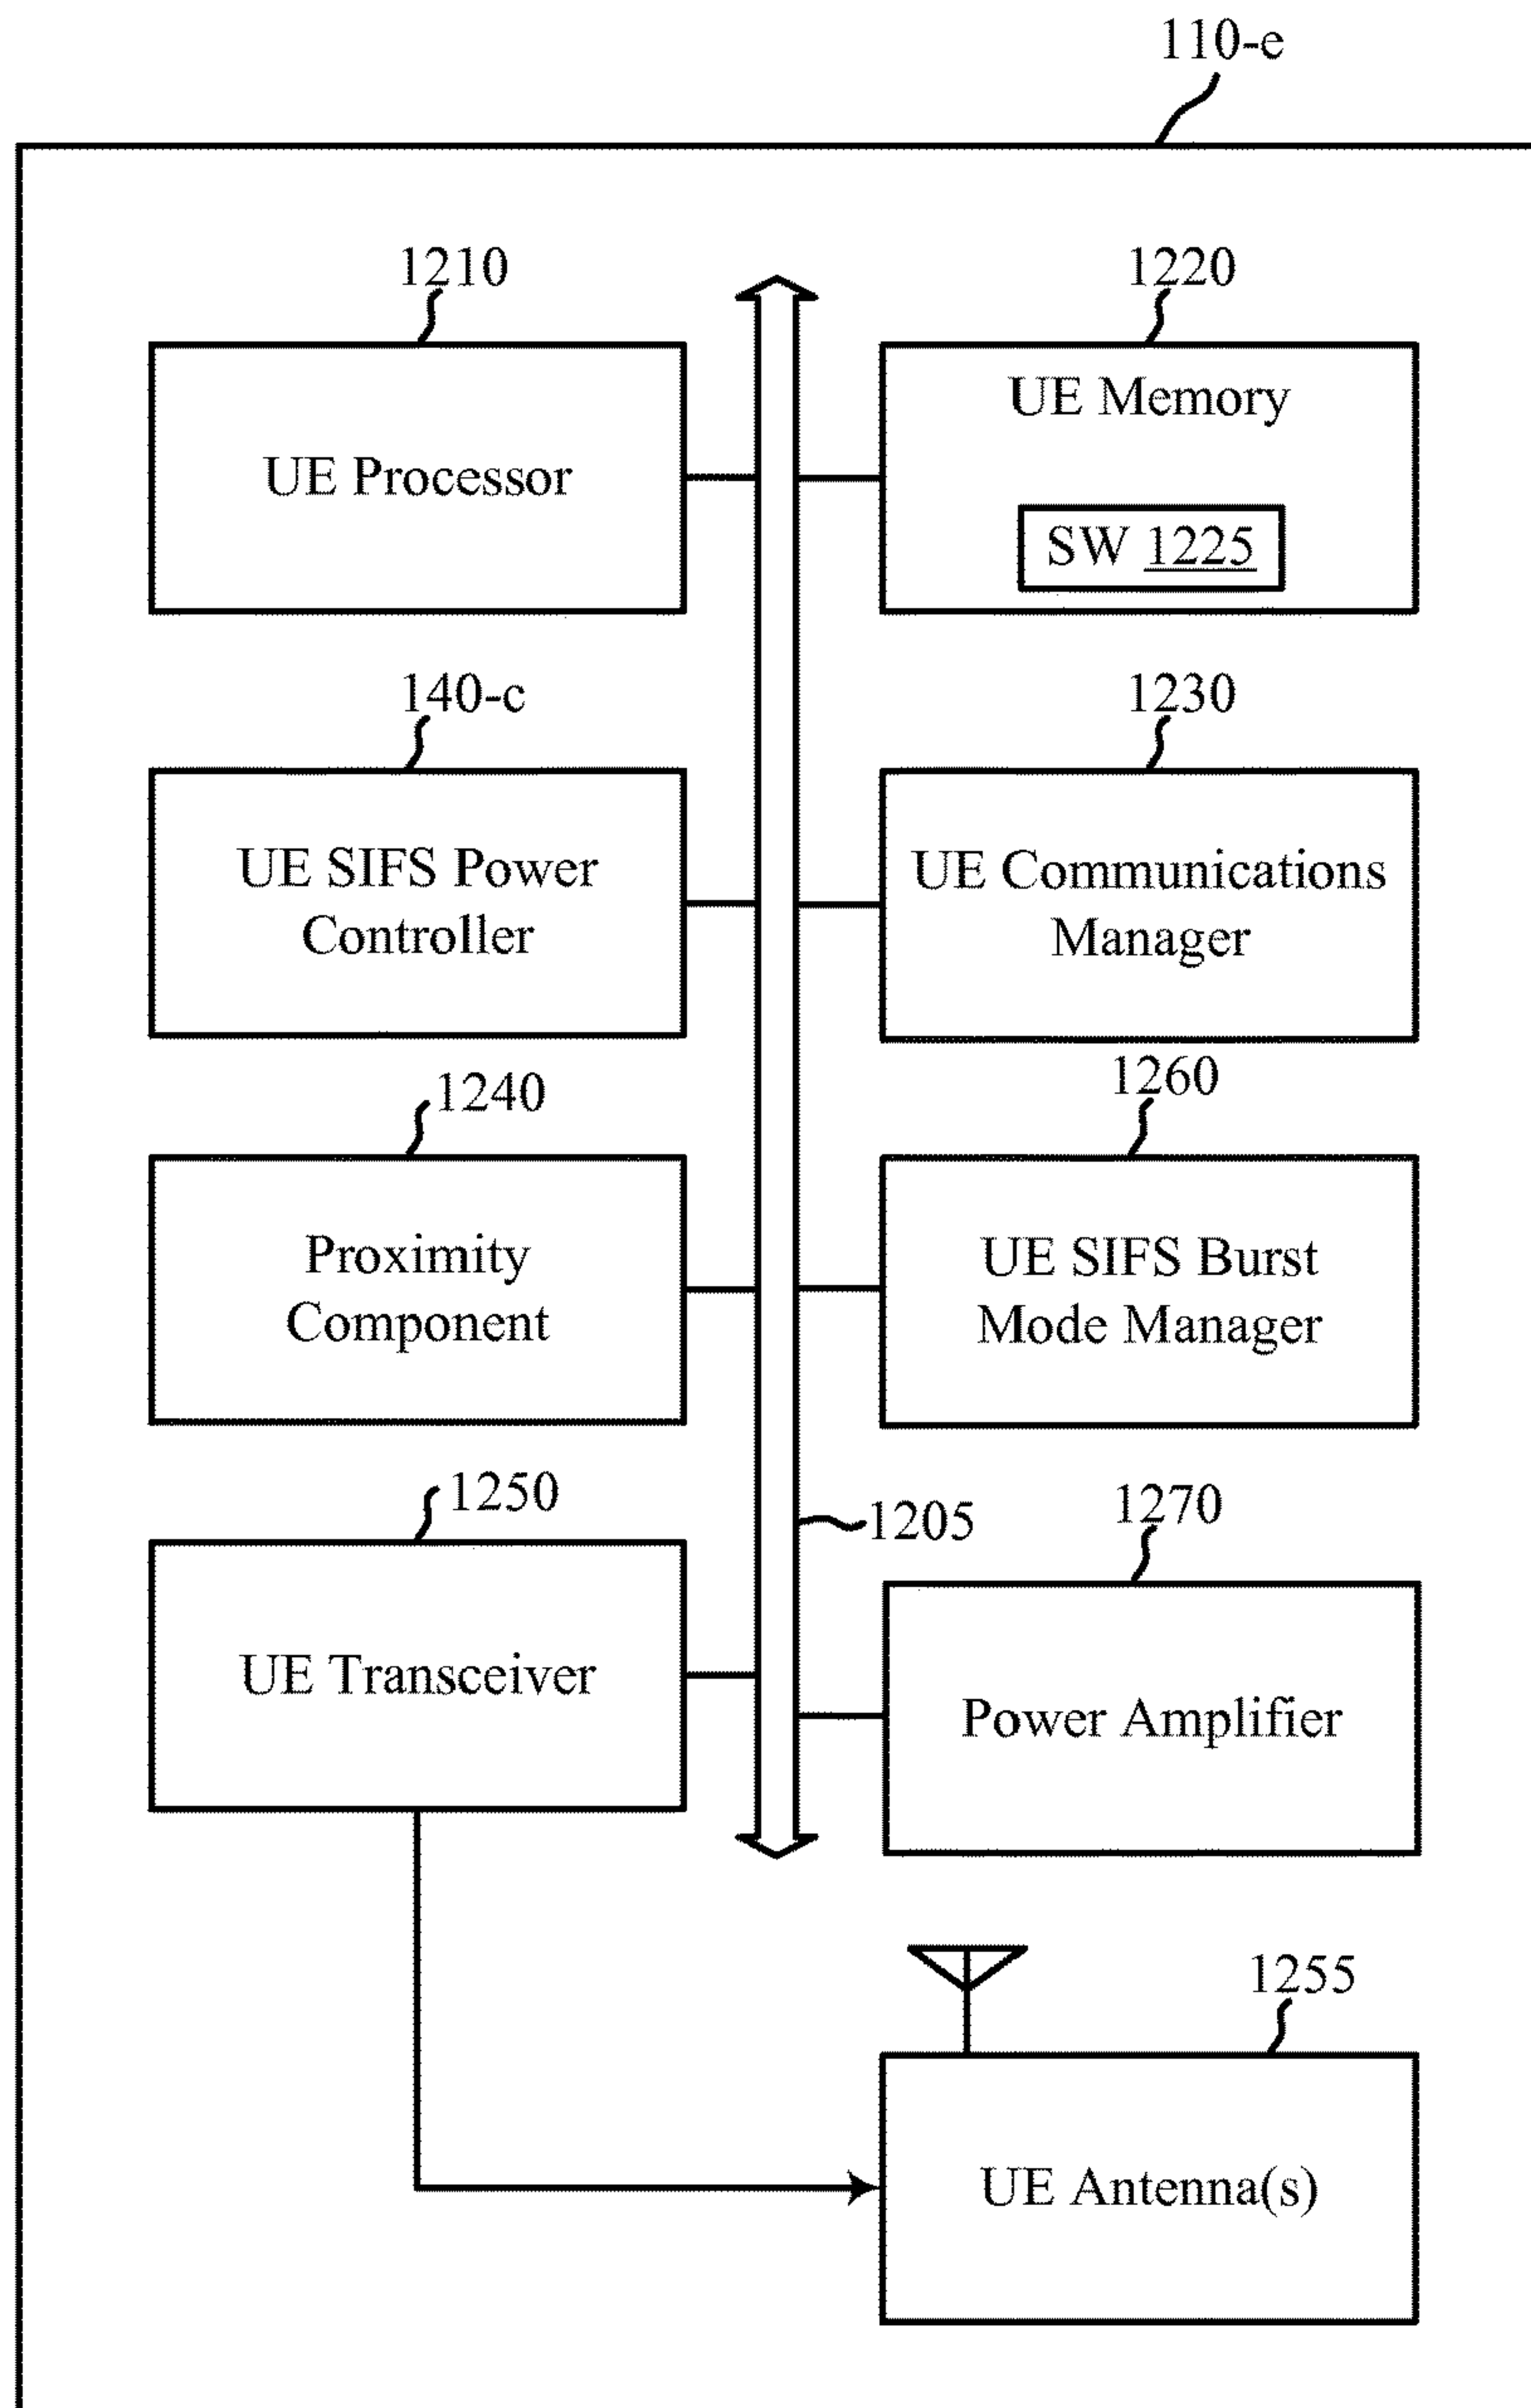 110-e
1210
1220
UE Processor
UE Memory
SW 1225
140-c
1230
UE SIFS Power
Controller
UE Communications
Manager
1240
1260
Proximity
Component
UE SIFS Burst
Mode Manager
1250
1205
1270
UE Transceiver
Power Amplifier
1255
UE Antenna(s)